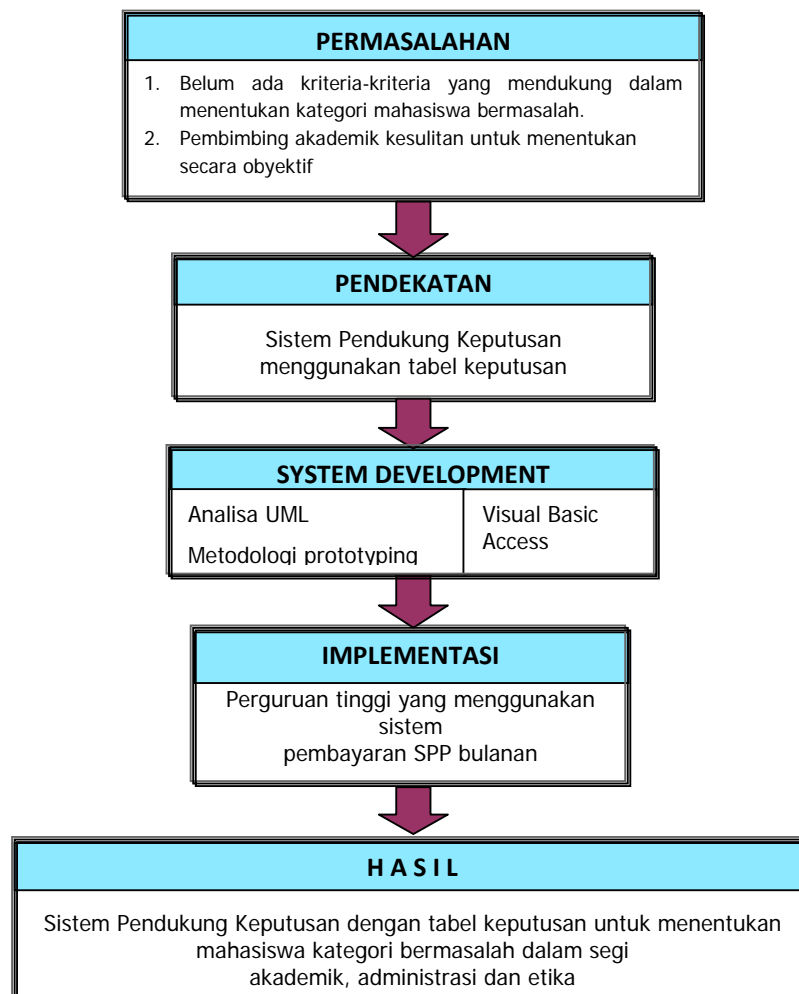 PERMASALAHAN
1. Belum ada kriteria-kriteria yang mendukung dalam
menentukan kategori mahasiswa bermasalah.
2. Pembimbing akademik kesulitan untuk menentukan
secara obyektif
PENDEKATAN
Sistem Pendukung Keputusan
menggunakan tabel keputusan
SYSTEM DEVELOPMENT
Analisa UML
Metodologi prototyping
Visual Basic
Access
IMPLEMENTASI
Perguruan tinggi yang menggunakan
sistem
pembayaran SPP bulanan
H A S I L
Sistem Pendukung Keputusan dengan tabel keputusan untuk menentukan
mahasiswa kategori bermasalah dalam segi
akademik, administrasi dan etika